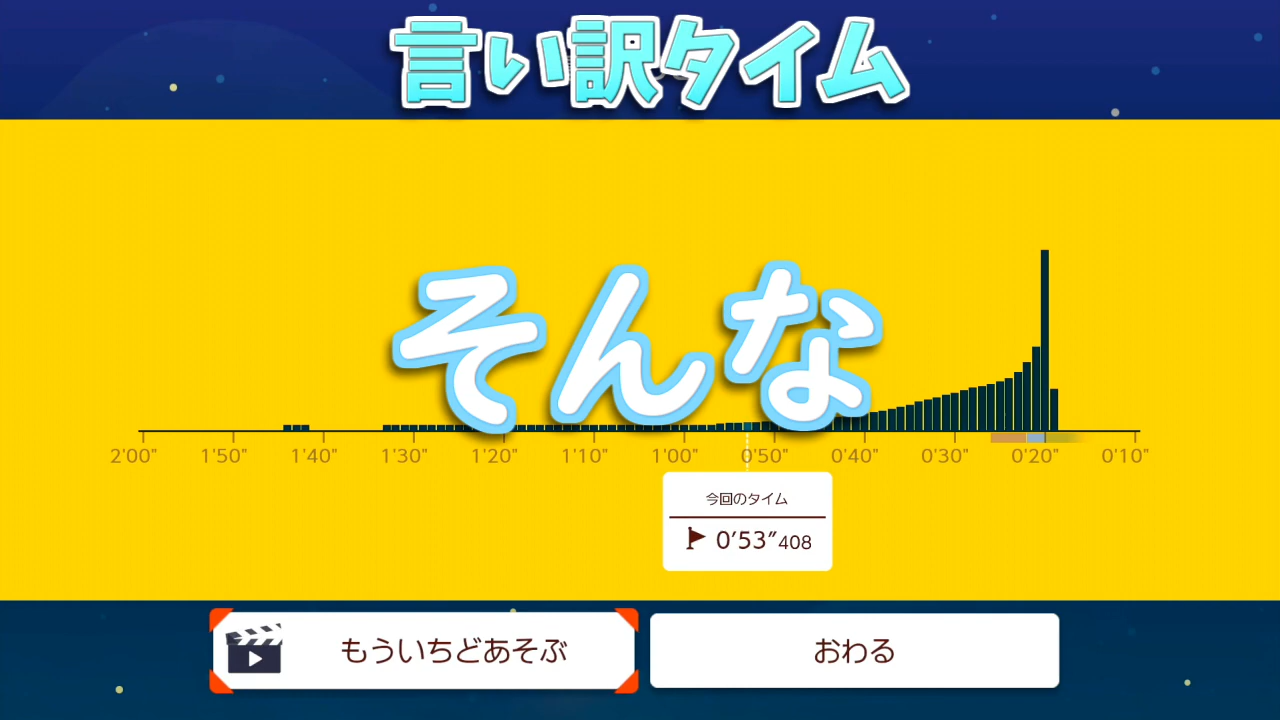 言い訳タイム
そんな
2'00" 1'50" 1'40" 1'30" 1'20" 1'10" 1'00" 0'50" 0'40" 0'30" 0'20" 0'10"
今回のタイム
0'53"408
もういちどあそぶ
おわる